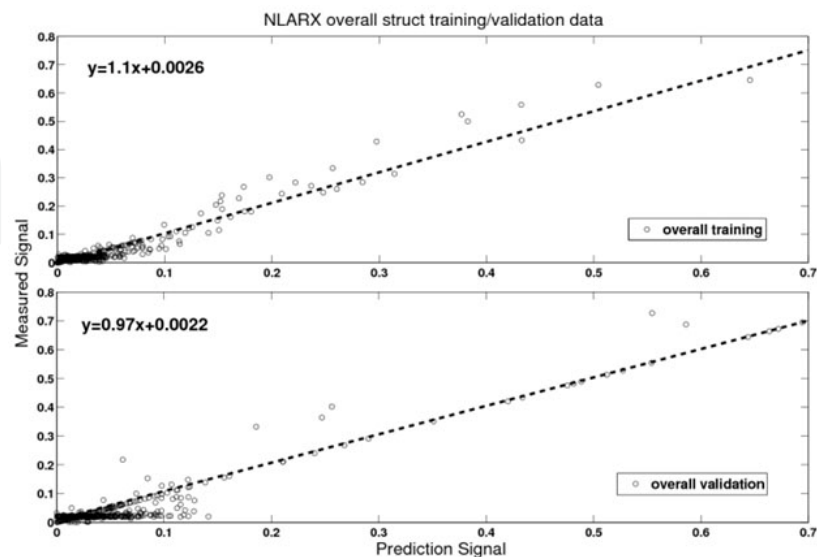 NLARX overall struct training/validation data
0.8
0.7
0.6
0.5
0.4
0.3
0.2
0.1
0
y=1.1x+0.0026
overall training
0 0.1 0.2 0.3 0.4 0.5 0.6 0.7
Measured Signal
0.8
0.7
0.6
0.5
0.4
0.3
0.2
0.1
0
y=0.97x+0.0022
overall validation
0 0.1 0.2 0.3 0.4 0.5 0.6 0.7
Prediction Signal